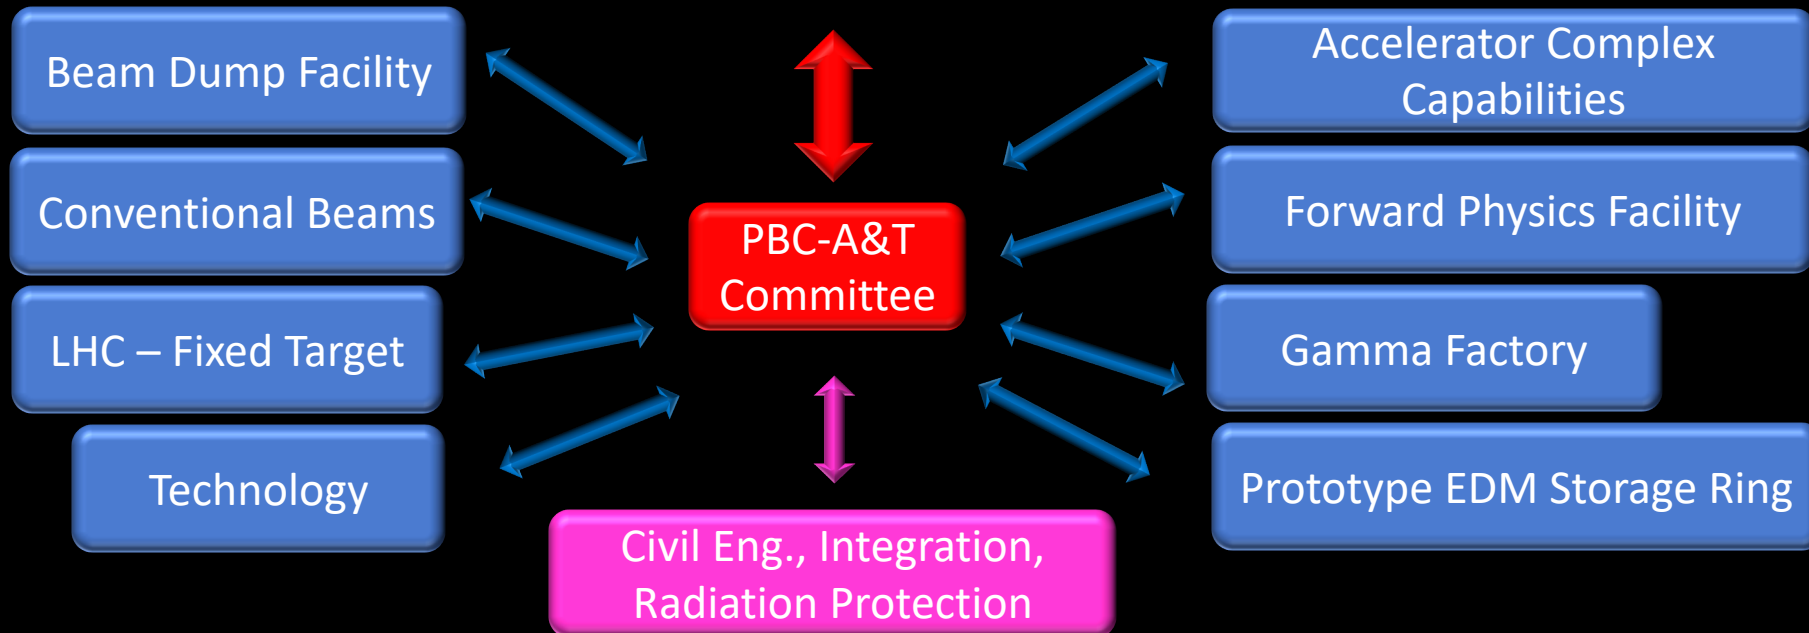 Beam Dump Facility
Conventional Beams
LHC – Fixed Target
Technology
PBC-A&T
Committee
Civil Eng., Integration,
Radiation Protection
Accelerator Complex
Capabilities
Forward Physics Facility
Gamma Factory
Prototype EDM Storage Ring